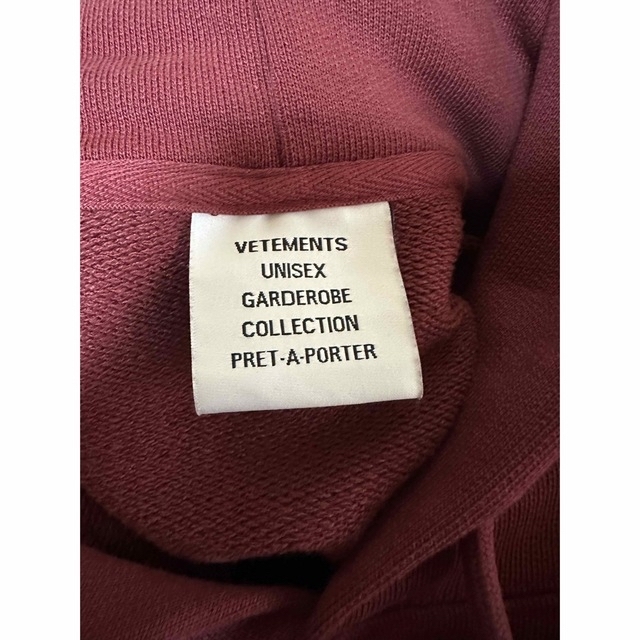 VETEMENTS
UNISEX
GARDEROBE
COLLECTION
PRET-A-PORTER